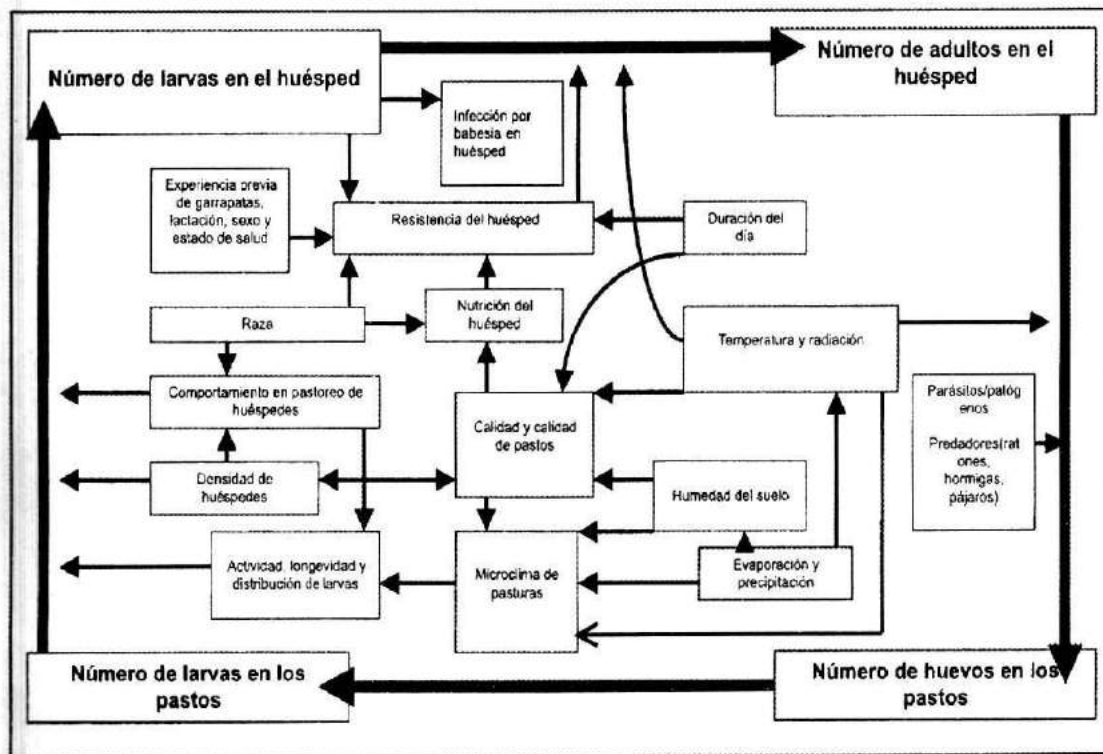 Número de larvas en el huésped
Número de adultos en el
huésped
Infección por
babesia en
huésped
Experiencia previa
de garrapatas,
lactación, sexo y
estado de salud
Resistencia del huésped
Duración del
día
Raza
Nutrición del
huésped
Temperatura y radiación
Comportamiento en pastoreo de
huéspedes
Calidad y calidad
de pastos
Parásitos/patóg
enos
Predadores(rat
ones,
hormigas,
pájaros)
Densidad de
huéspedes
Humedad del suelo
Actividad, longevidad y
distribución de larvas
Microclima de
pasturas
Evaporación y
precipitación
Número de larvas en los
pastos
Número de huevos en los
pastos